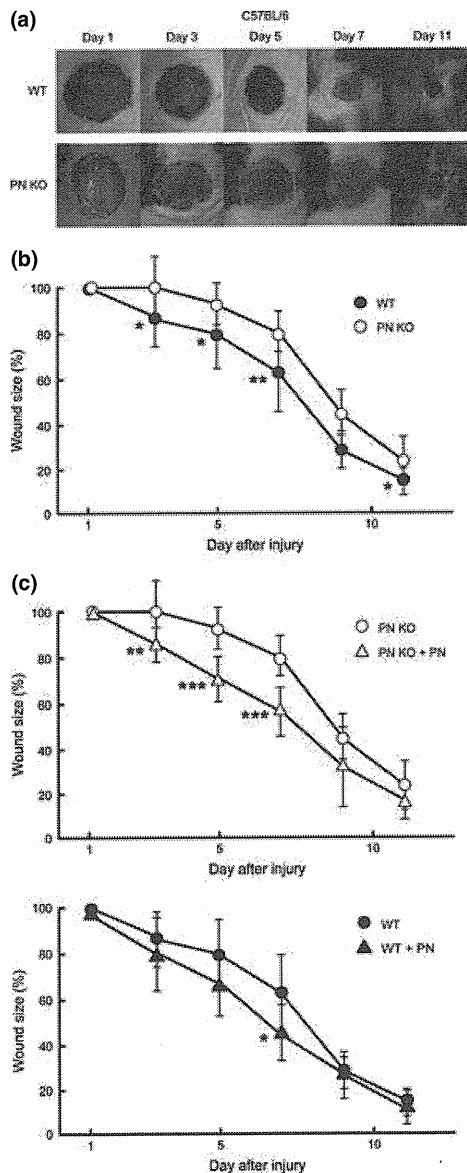 (a)
C57BL/6
Day 1 Day 3 Day 5 Day 7 Day 11
WT
PN KO
(b)
100
80
60
40
20
0
Wound size (%)
WT
PN KO
*
*
**
*
1 5 10
Day after injury
(c)
100
80
60
40
20
0
Wound size (%)
PN KO
PN KO + PN
**
***
***
1 5 10
Day after injury
100
80
60
40
20
0
Wound size (%)
WT
WT + PN
*
1 5 10
Day after injury